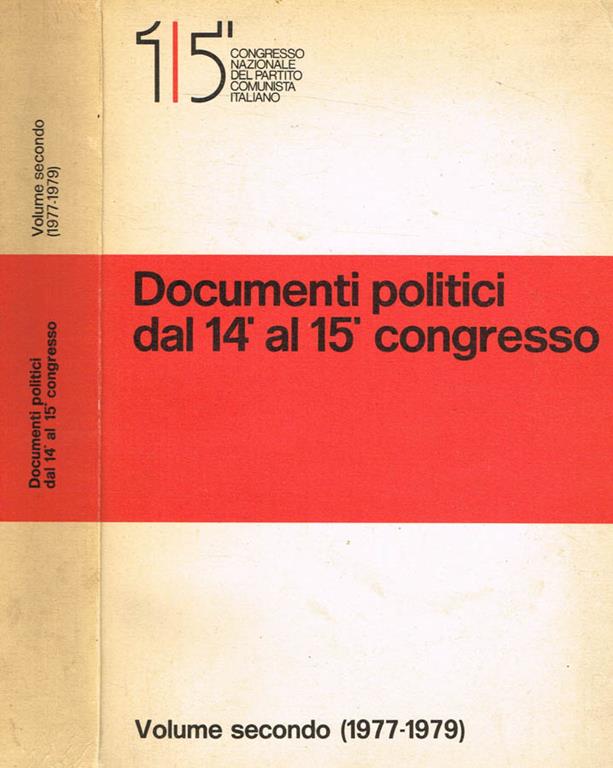 15° CONGRESSO
NAZIONALE
DEL PARTITO
COMUNISTA
ITALIANO
Documenti politici
dal 14° al 15° congresso
Volume secondo (1977-1979)
Volume secondo
(1977-1979)
Documenti politici
dal 14° al 15° congresso